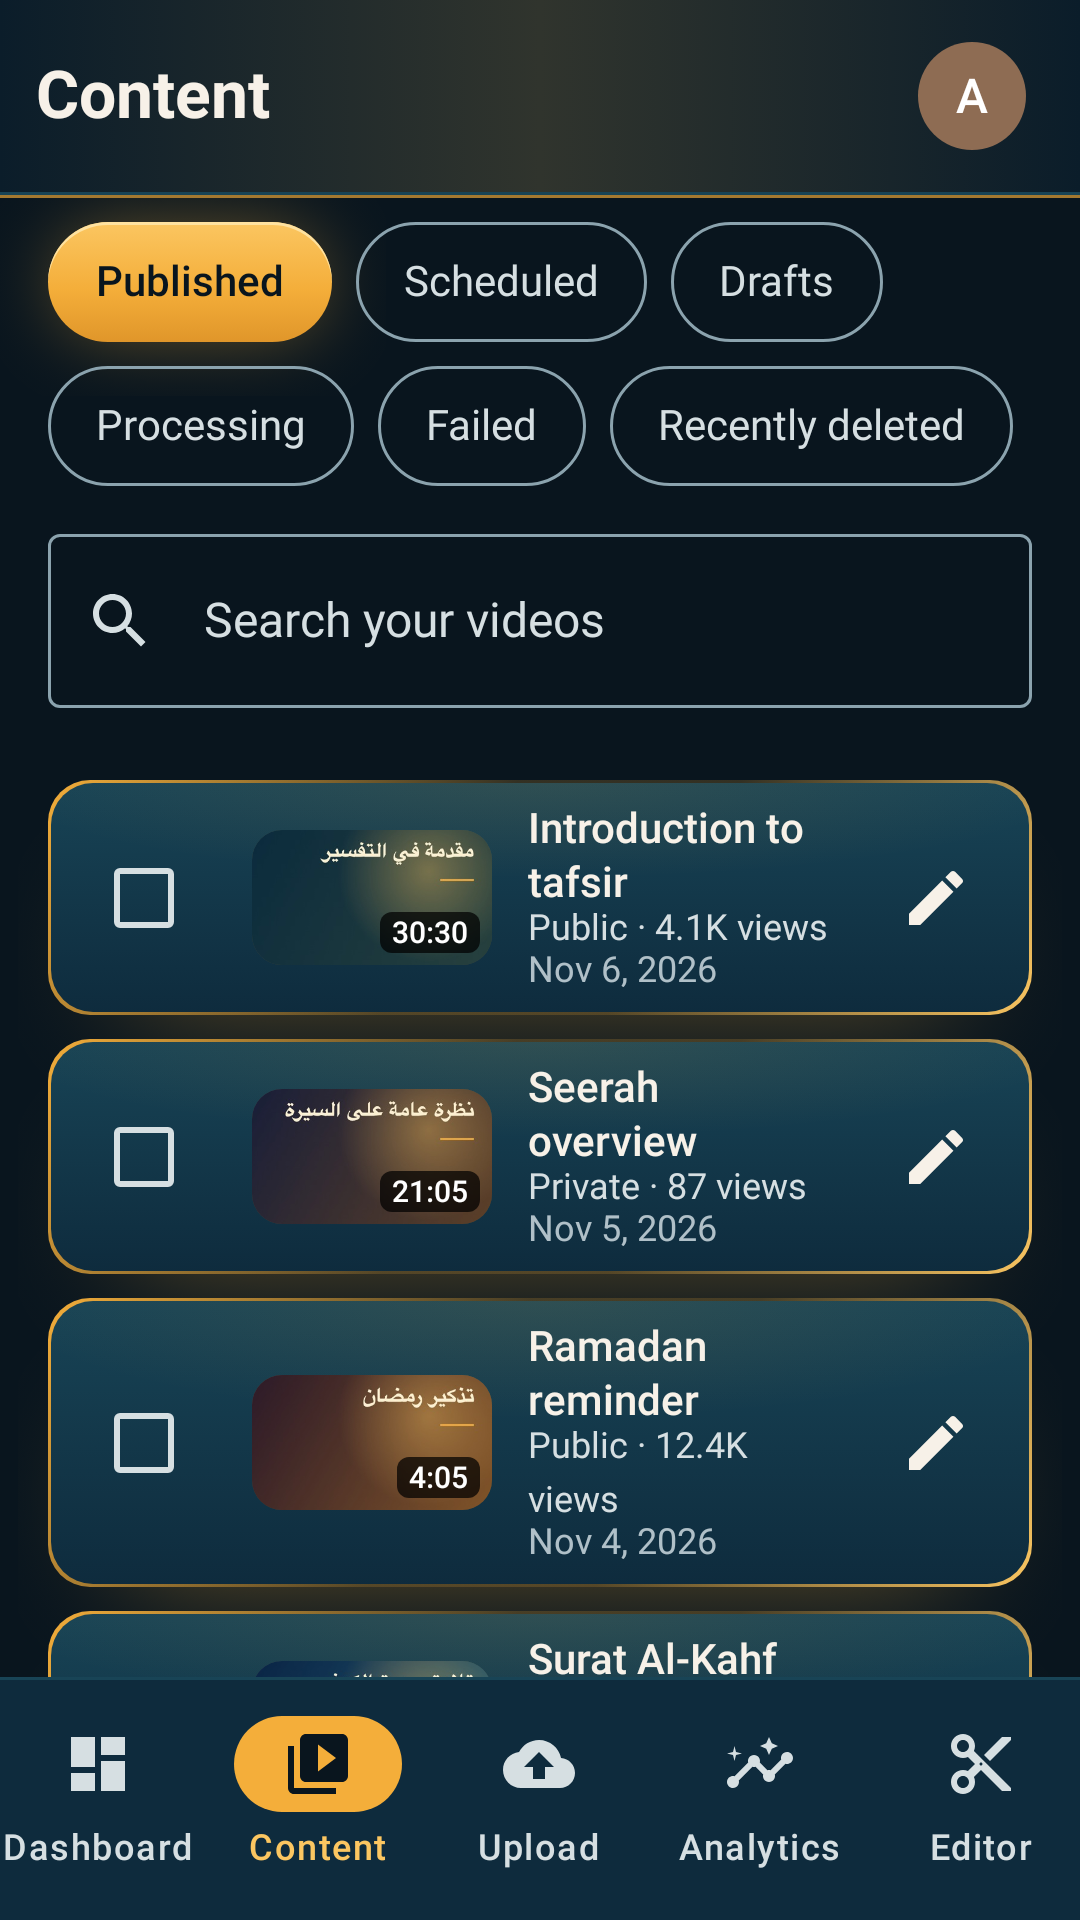 Content
A
Published
Scheduled
Drafts
Processing
Failed
Recently deleted
Search your videos
مقدمة في التفسير
30:30
Introduction to
tafsir
Public · 4.1K views
Nov 6, 2026
نظرة عامة على السيرة
21:05
Seerah
overview
Private · 87 views
Nov 5, 2026
تذكير رمضان
4:05
Ramadan
reminder
Public · 12.4K
views
Nov 4, 2026
Surat Al-Kahf
Dashboard
Content
Upload
Analytics
Editor